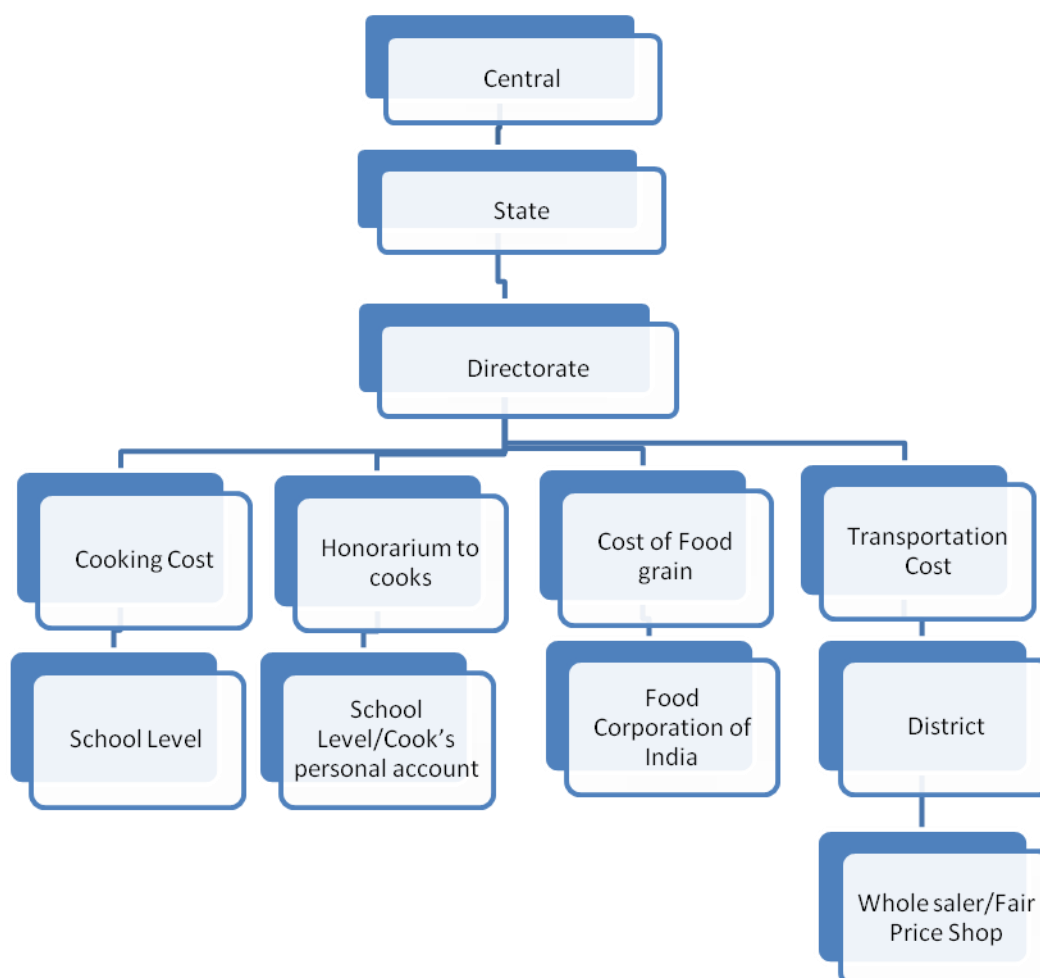 Central
State
Directorate
Cooking Cost
Honorarium to
cooks
Cost of Food
grain
Transportation
Cost
School Level
School
Level/Cook's
personal account
Food
Corporation of
India
District
Whole saler/Fair
Price Shop